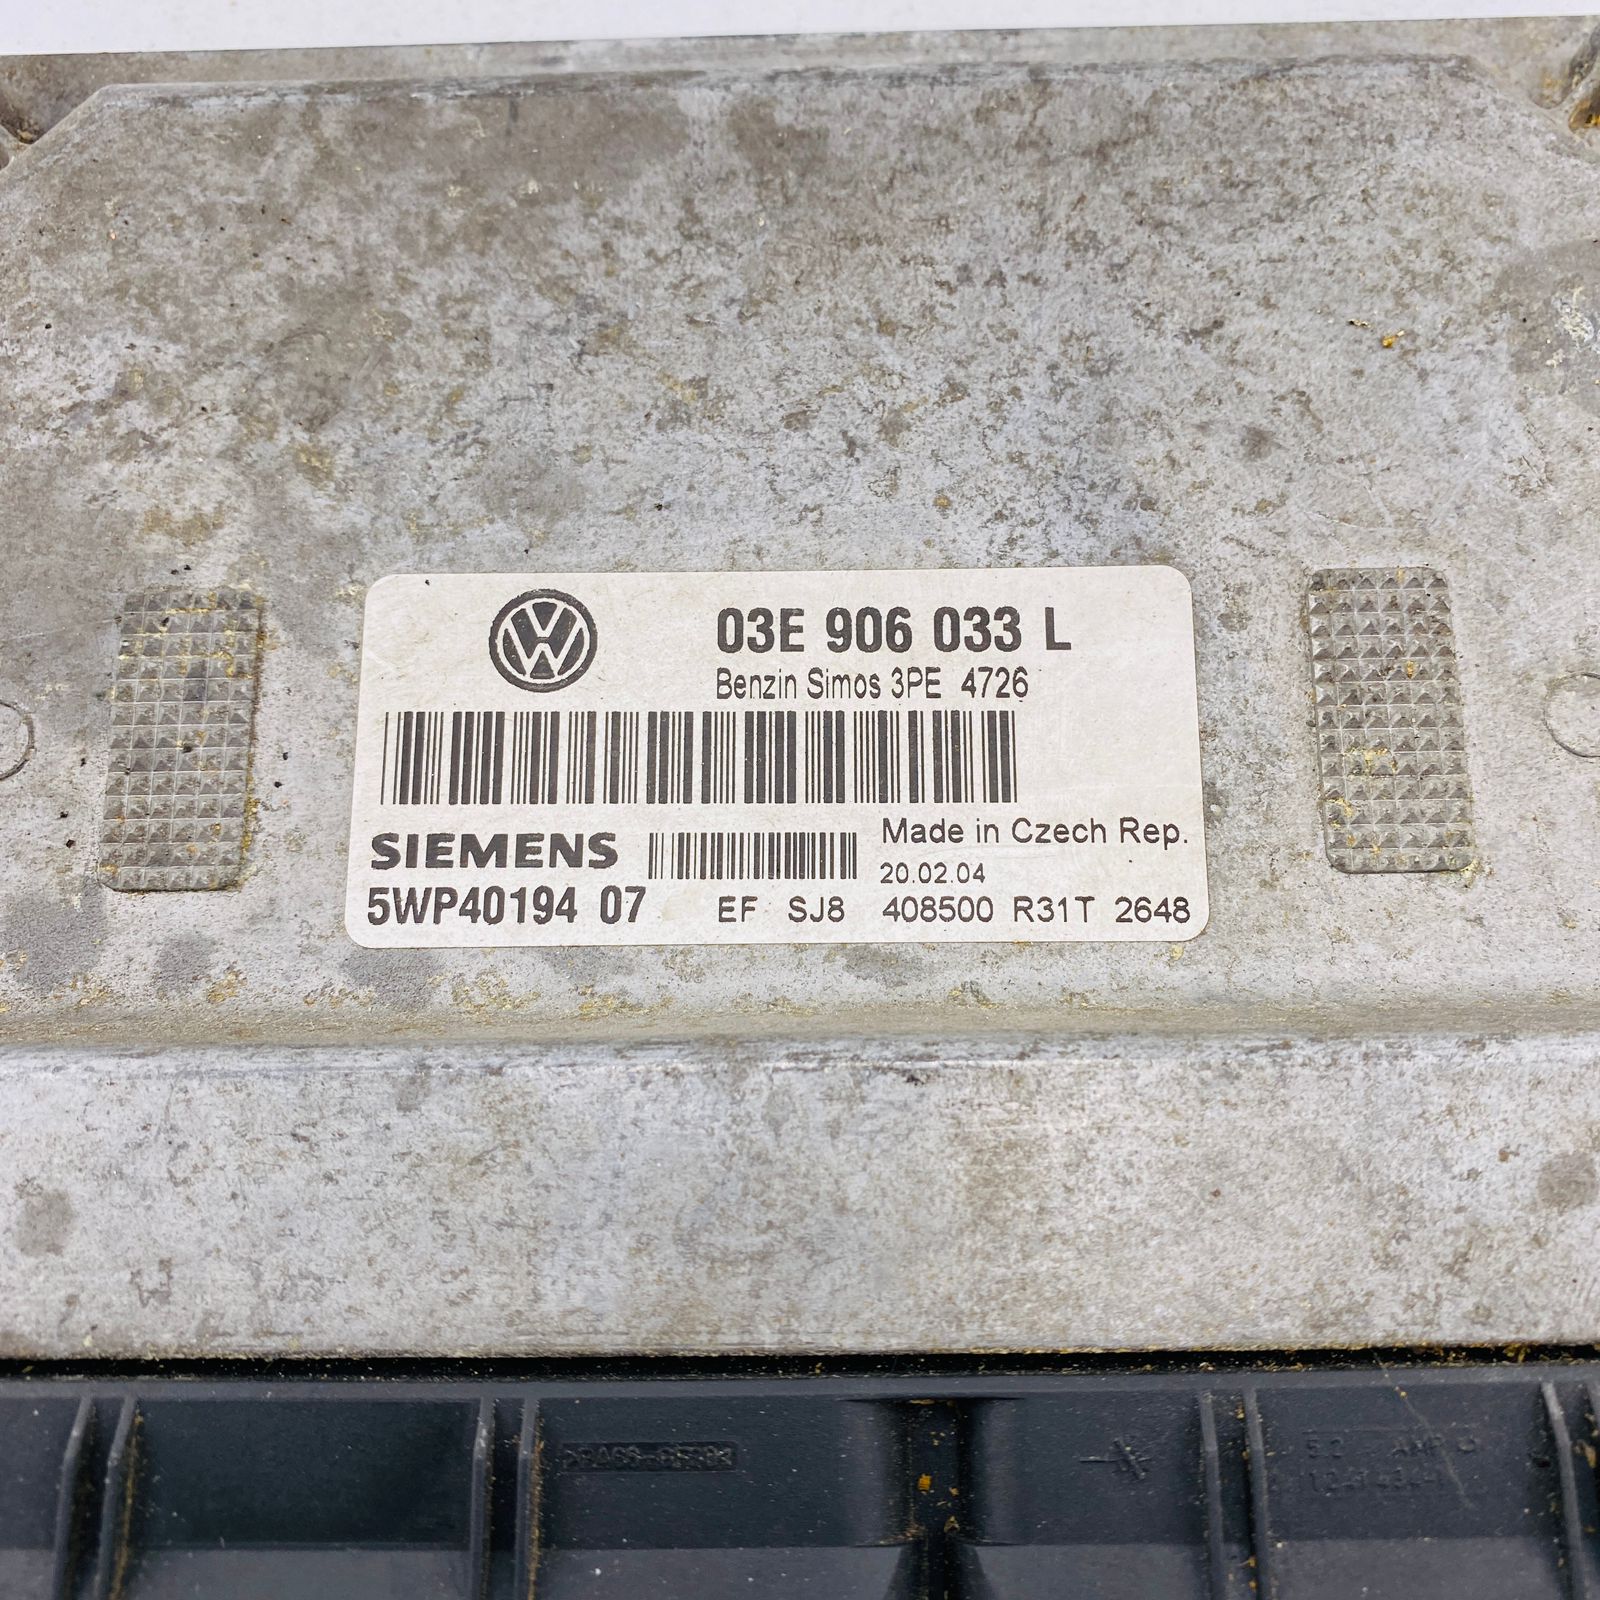 03E 906 033 L
Benzin Simos 3PE 4726
SIEMENS
Made in Czech Rep.
20.02.04
5WP40194 07
EF SJ8 408500 R31T 2648